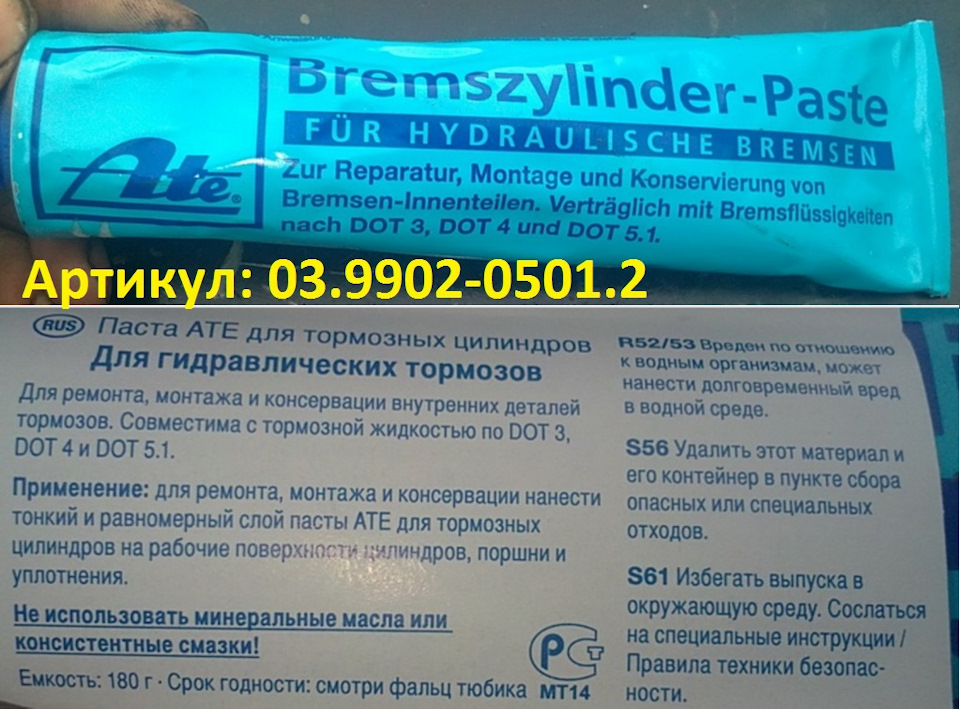 Bremszylinder-Paste
FÜR HYDRAULISCHE BREMSEN
Ate®
Zur Reparatur, Montage und Konservierung von
Bremsen-Innenteilen. Verträglich mit Bremsflüssigkeiten
nach DOT 3, DOT 4 und DOT 5.1.
Артикул: 03.9902-0501.2
RUS Паста ATE для тормозных цилиндров
Для гидравлических тормозов
Для ремонта, монтажа и консервации внутренних деталей
тормозов. Совместима с тормозной жидкостью по DOT 3,
DOT 4 и DOT 5.1.
Применение: для ремонта, монтажа и консервации нанести
тонкий и равномерный слой пасты ATE для тормозных
цилиндров на рабочие поверхности цилиндров, поршни и
уплотнения.
Не использовать минеральные масла или
консистентные смазки!
Емкость: 180 г · Срок годности: смотри фальц тюбика
РСТ
МТ14
R52/53 Вреден по отношению
к водным организмам, может
нанести долговременный вред
в водной среде.
S56 Удалить этот материал и
его контейнер в пункте сбора
опасных или специальных
отходов.
S61 Избегать выпуска в
окружающую среду. Сослаться
на специальные инструкции /
Правила техники безопас-
ности.